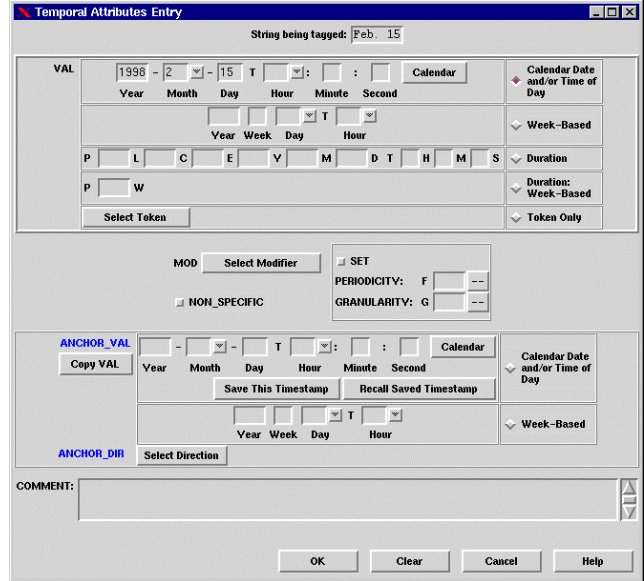 Temporal Attributes Entry
String being tagged: Feb. 15
VAL
1998 - 2 - 15 T : : Calendar
Year Month Day Hour Minute Second
Calendar Date
and/or Time of
Day
T
Year Week Day Hour
Week-Based
P L C E Y M D T H M S
Duration
P W
Duration:
Week-Based
Select Token
Token Only
MOD Select Modifier
SET
PERIODICITY: F --
NON_SPECIFIC
GRANULARITY: G --
ANCHOR_VAL
- - T : : Calendar
Copy VAL
Year Month Day Hour Minute Second
Calendar Date
and/or Time of
Day
Save This Timestamp Recall Saved Timestamp
T
Year Week Day Hour
Week-Based
ANCHOR_DIR Select Direction
COMMENT:
OK Clear Cancel Help